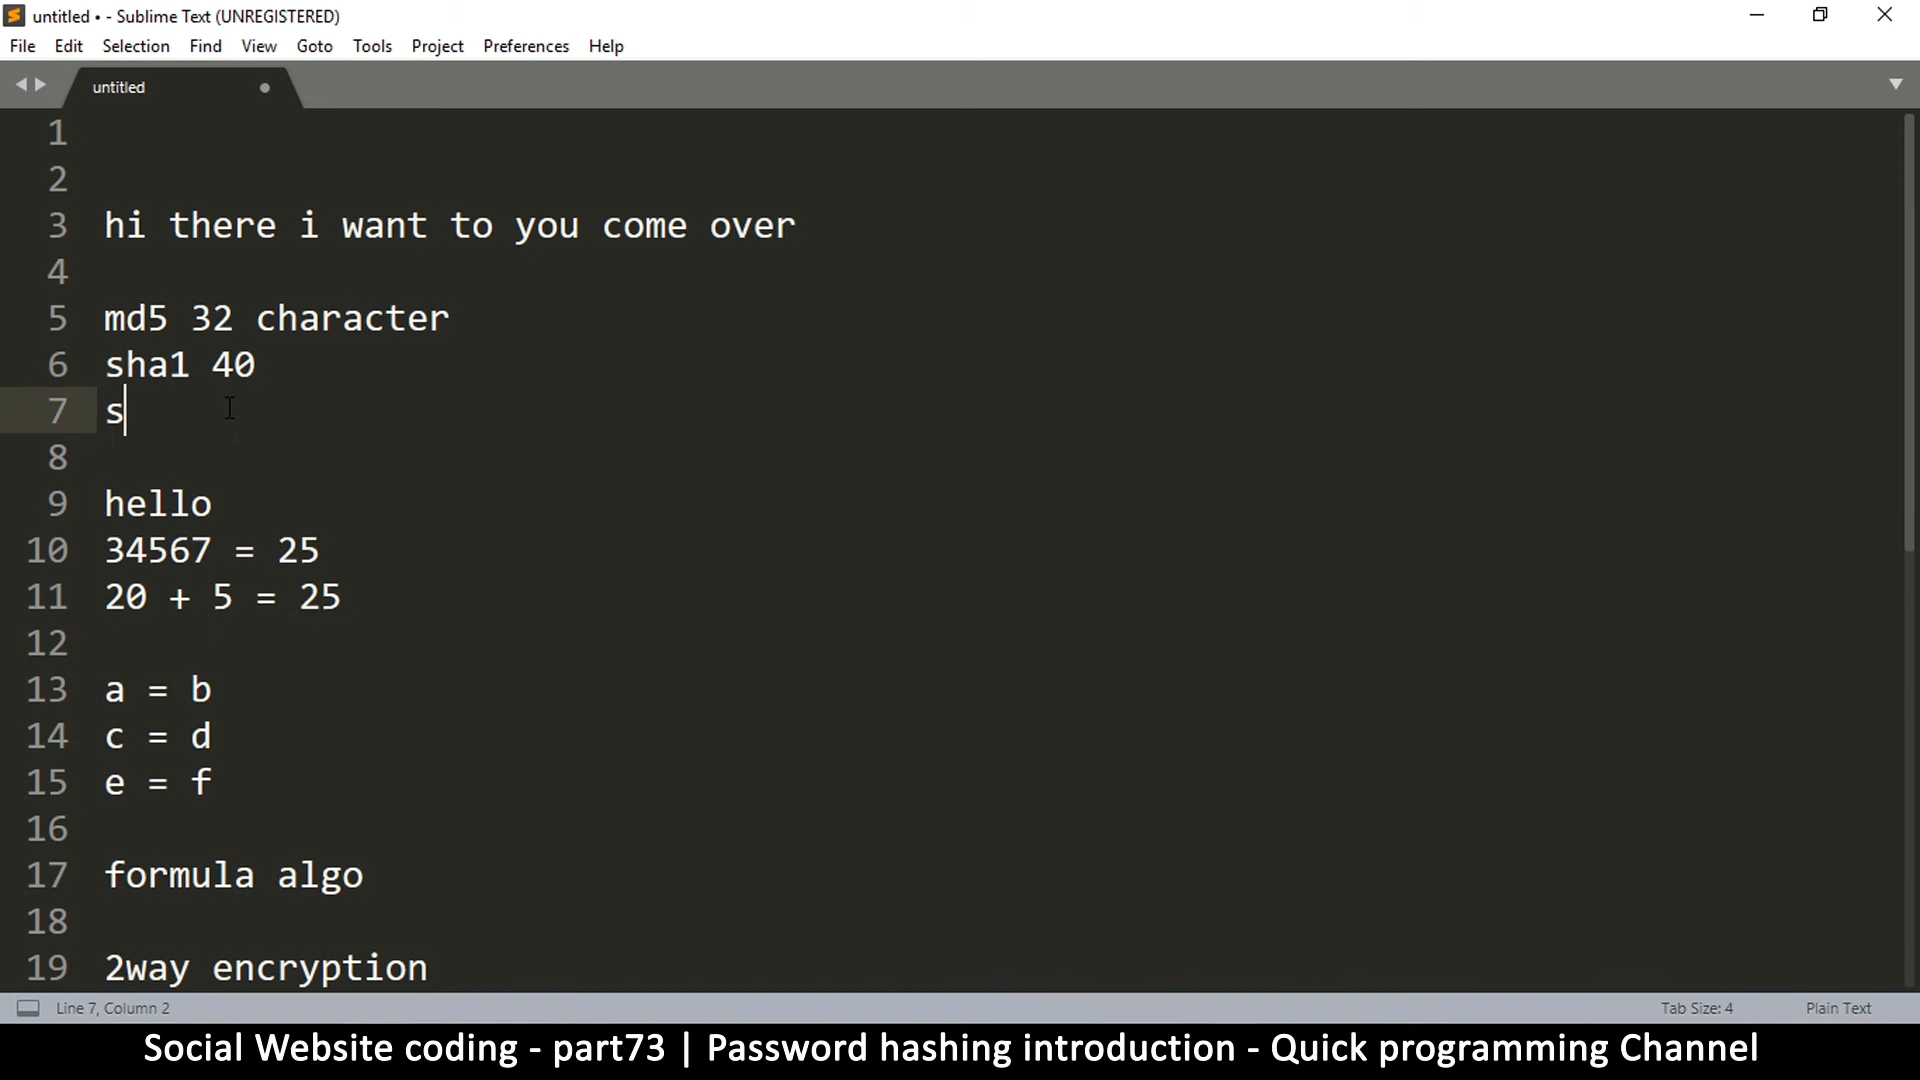 untitled • - Sublime Text (UNREGISTERED)
File Edit Selection Find View Goto Tools Project Preferences Help
untitled
1
2
3 hi there i want to you come over
4
5 md5 32 character
6 sha1 40
7 s
8
9 hello
10 34567 = 25
11 20 + 5 = 25
12
13 a = b
14 c = d
15 e = f
16
17 formula algo
18
19 2way encryption
Line 7, Column 2 Tab Size: 4 Plain Text
Social Website coding - part73 | Password hashing introduction - Quick programming Channel